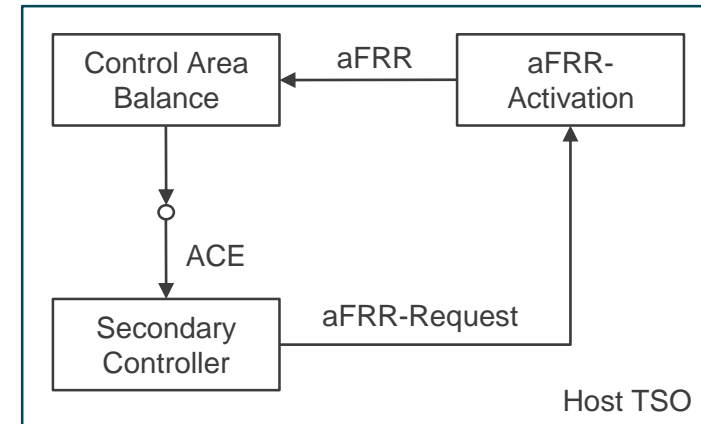 Control Area
Balance
aFRR
aFRR-
Activation
ACE
Secondary
Controller
aFRR-Request
Host TSO